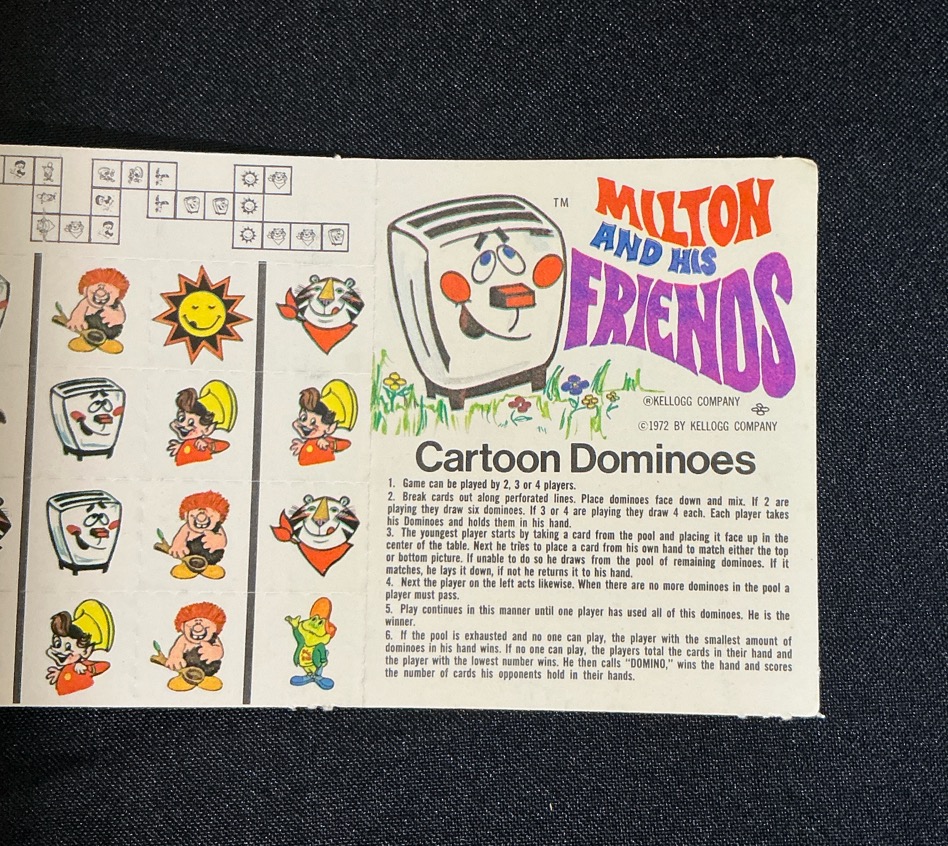 TM
MILTON
AND HIS
FRIENDS
®KELLOGG COMPANY
©1972 BY KELLOGG COMPANY
Cartoon Dominoes
1. Game can be played by 2, 3 or 4 players.
2. Break cards out along perforated lines. Place dominoes face down and mix. If 2 are
playing they draw six dominoes. If 3 or 4 are playing they draw 4 each. Each player takes
his Dominoes and holds them in his hand.
3. The youngest player starts by taking a card from the pool and placing it face up in the
center of the table. Next he tries to place a card from his own hand to match either the top
or bottom picture. If unable to do so he draws from the pool of remaining dominoes. If it
matches, he lays it down, if not he returns it to his hand.
4. Next the player on the left acts likewise. When there are no more dominoes in the pool a
player must pass.
5. Play continues in this manner until one player has used all of this dominoes. He is the
winner.
6. If the pool is exhausted and no one can play, the player with the smallest amount of
dominoes in his hand wins. If no one can play, the players total the cards in their hand and
the player with the lowest number wins. He then calls "DOMINO," wins the hand and scores
the number of cards his opponents hold in their hands.